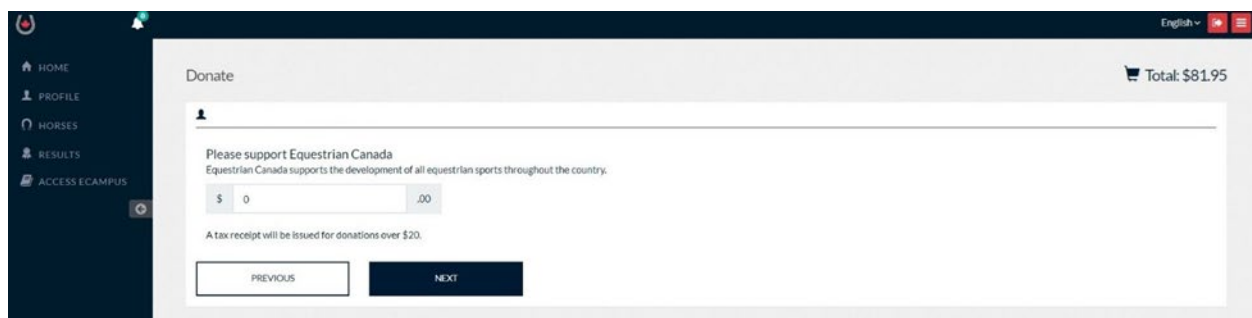 English
HOME
PROFILE
HORSES
RESULTS
ACCESS ECAMPUS
Donate
Total: $81.95
Please support Equestrian Canada
Equestrian Canada supports the development of all equestrian sports throughout the country.
$ 0 .00
A tax receipt will be issued for donations over $20.
PREVIOUS NEXT